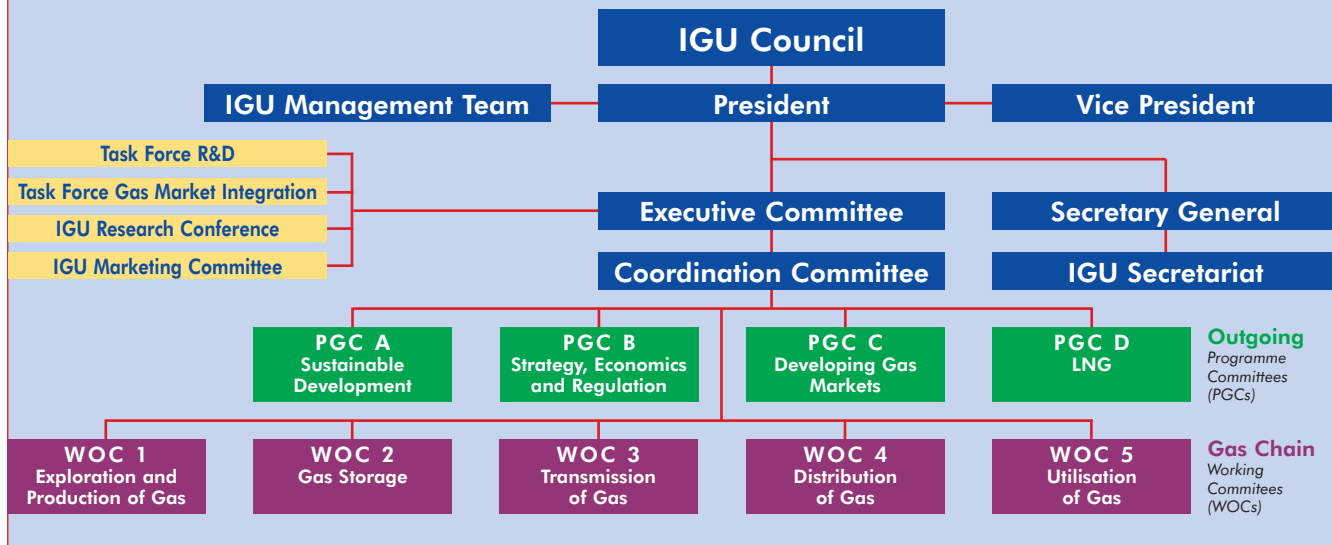 IGU Council
IGU Management Team
President
Vice President
Task Force R&D
Task Force Gas Market Integration
IGU Research Conference
IGU Marketing Committee
Executive Committee
Secretary General
Coordination Committee
IGU Secretariat
PGC A
Sustainable
Development
PGC B
Strategy, Economics
and Regulation
PGC C
Developing Gas
Markets
PGC D
LNG
Outgoing
Programme
Committees
(PGCs)
WOC 1
Exploration and
Production of Gas
WOC 2
Gas Storage
WOC 3
Transmission
of Gas
WOC 4
Distribution
of Gas
WOC 5
Utilisation
of Gas
Gas Chain
Working
Commitees
(WOCs)